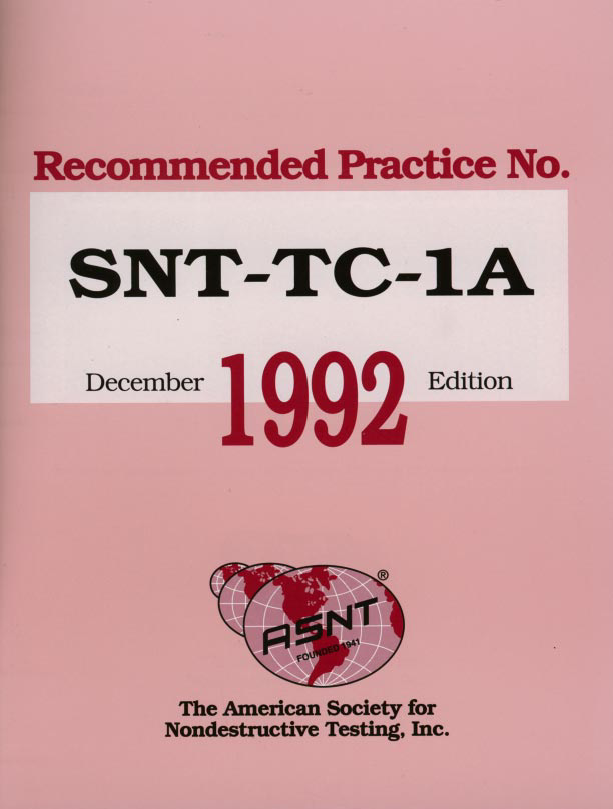 Recommended Practice No.
SNT-TC-1A
December 1992 Edition
®
ASNT
FOUNDED 1941
The American Society for
Nondestructive Testing, Inc.